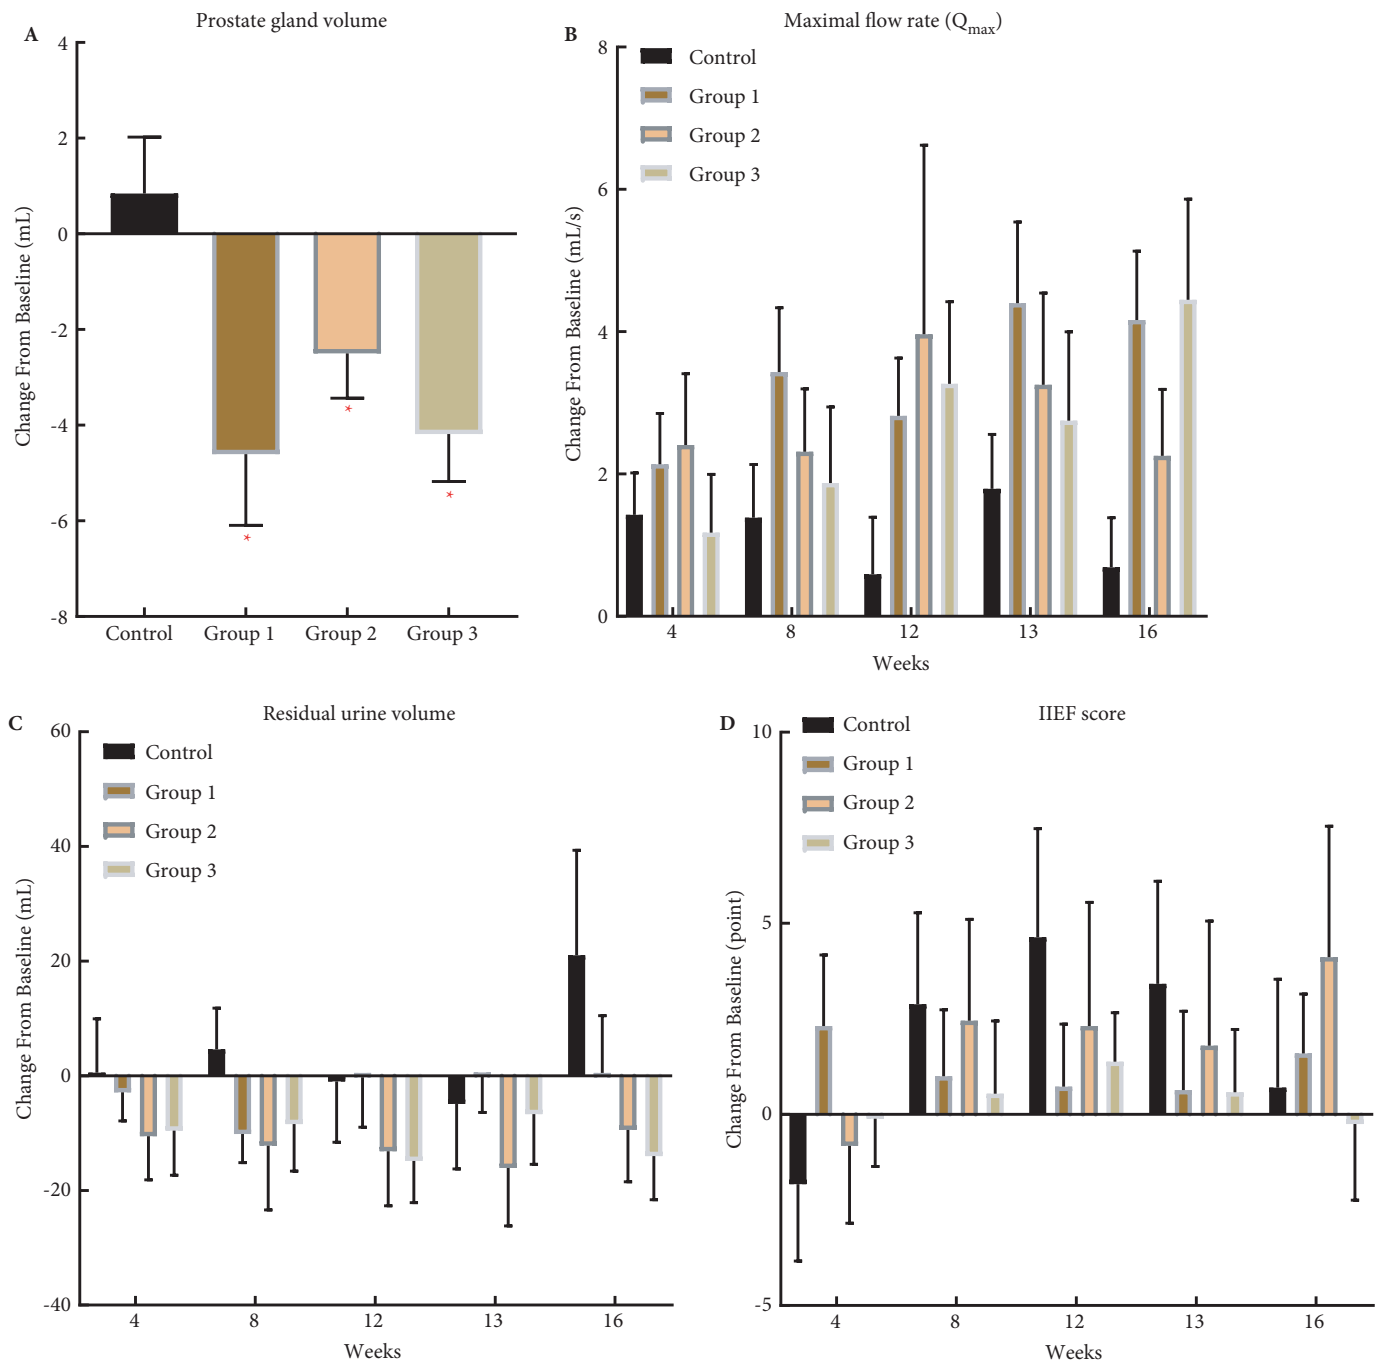 A
Prostate gland volume
Change From Baseline (mL)
4
2
0
-2
-4
-6
-8
*
*
*
Control Group 1 Group 2 Group 3
B
Maximal flow rate (Qmax)
Change From Baseline (mL/s)
8
6
4
2
0
Control
Group 1
Group 2
Group 3
4 8 12 13 16
Weeks
C
Residual urine volume
Change From Baseline (mL)
60
40
20
0
-20
-40
Control
Group 1
Group 2
Group 3
4 8 12 13 16
Weeks
D
IIEF score
Change From Baseline (point)
10
5
0
-5
Control
Group 1
Group 2
Group 3
4 8 12 13 16
Weeks